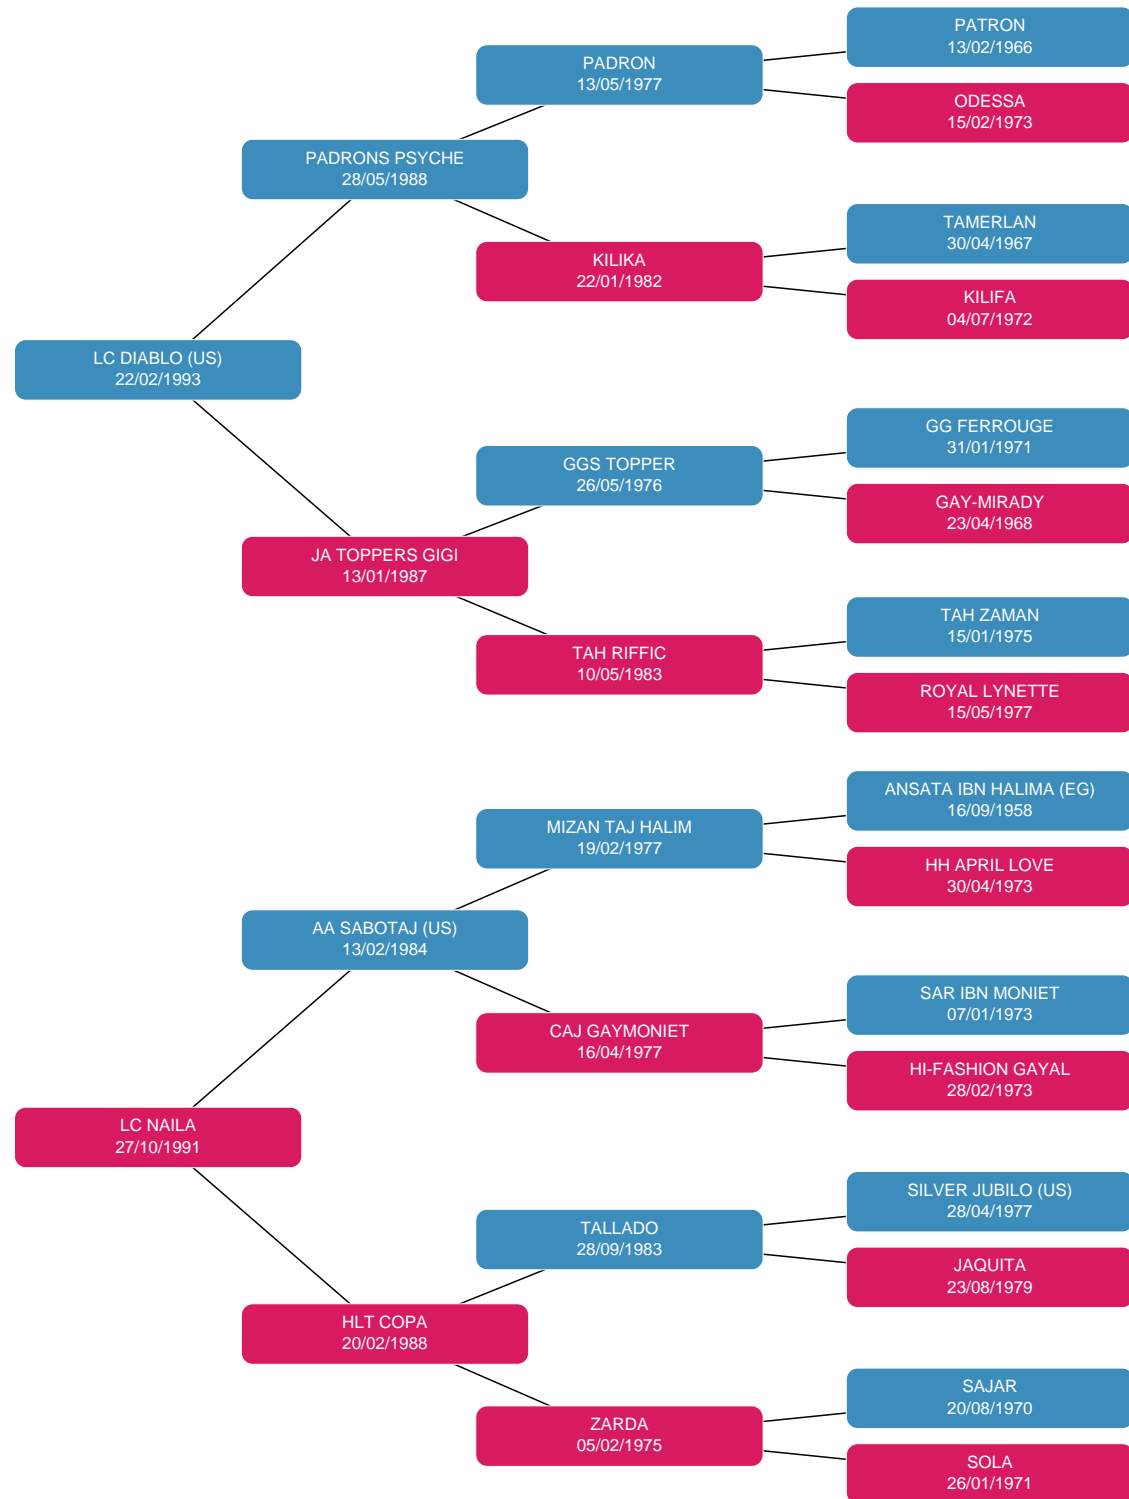 PATRON
13/02/1966
PADRON
13/05/1977
ODESSA
15/02/1973
PADRONS PSYCHE
28/05/1988
TAMERLAN
30/04/1967
KILIKA
22/01/1982
KILIFA
04/07/1972
LC DIABLO (US)
22/02/1993
GG FERROUGE
31/01/1971
GGS TOPPER
26/05/1976
GAY-MIRADY
23/04/1968
JA TOPPERS GIGI
13/01/1987
TAH ZAMAN
15/01/1975
TAH RIFFIC
10/05/1983
ROYAL LYNETTE
15/05/1977
ANSATA IBN HALIMA (EG)
16/09/1958
MIZAN TAJ HALIM
19/02/1977
HH APRIL LOVE
30/04/1973
AA SABOTAJ (US)
13/02/1984
SAR IBN MONIET
07/01/1973
CAJ GAYMONIET
16/04/1977
HI-FASHION GAYAL
28/02/1973
LC NAILA
27/10/1991
SILVER JUBILO (US)
28/04/1977
TALLADO
28/09/1983
JAQUITA
23/08/1979
HLT COPA
20/02/1988
SAJAR
20/08/1970
ZARDA
05/02/1975
SOLA
26/01/1971